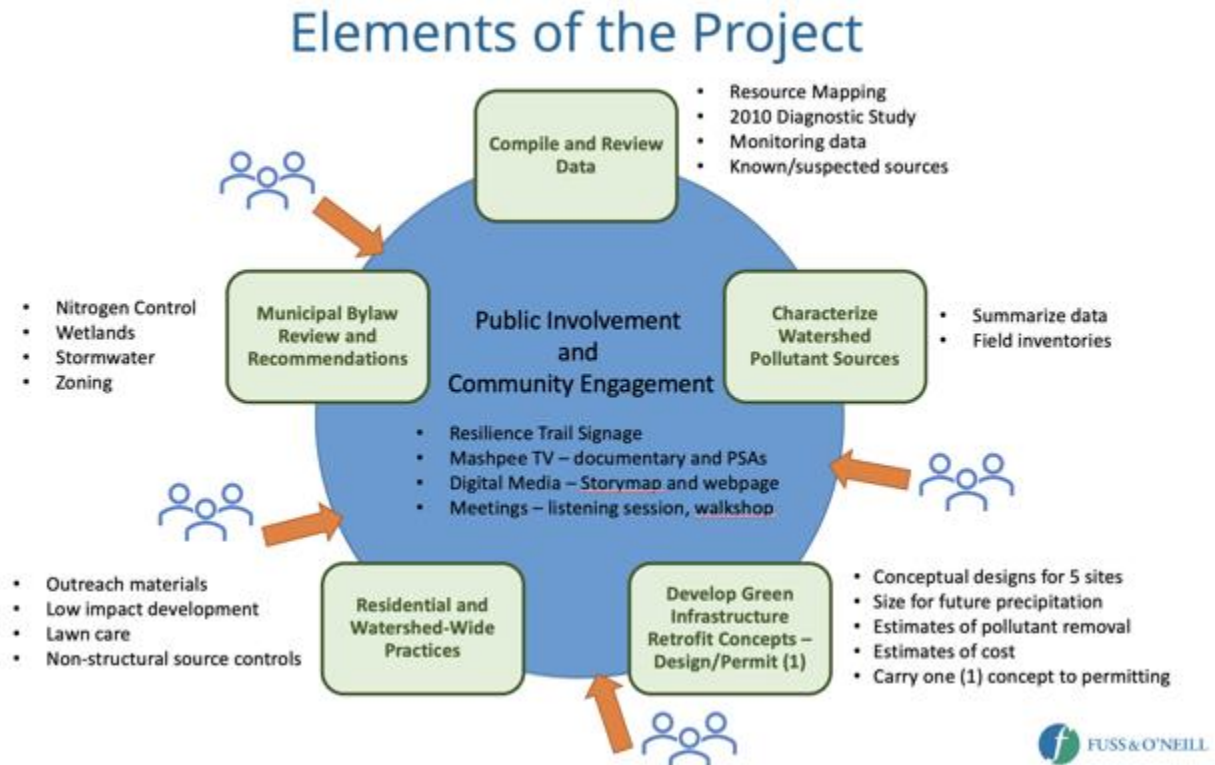 Elements of the Project
Compile and Review
Data
• Resource Mapping
• 2010 Diagnostic Study
• Monitoring data
• Known/suspected sources
Characterize
Watershed
Pollutant Sources
• Summarize data
• Field inventories
Develop Green
Infrastructure
Retrofit Concepts –
Design/Permit (1)
• Conceptual designs for 5 sites
• Size for future precipitation
• Estimates of pollutant removal
• Estimates of cost
• Carry one (1) concept to permitting
Residential and
Watershed-Wide
Practices
• Outreach materials
• Low impact development
• Lawn care
• Non-structural source controls
Municipal Bylaw
Review and
Recommendations
• Nitrogen Control
• Wetlands
• Stormwater
• Zoning
Public Involvement
and
Community Engagement
• Resilience Trail Signage
• Mashpee TV – documentary and PSAs
• Digital Media – Storymap and webpage
• Meetings – listening session, walkshop
f FUSS & O'NEILL